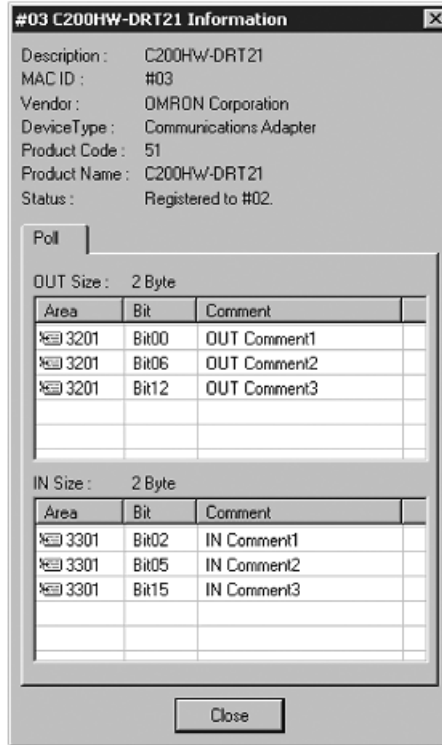 #03 C200HW-DRT21 Information
Description : C200HW-DRT21
MAC ID : #03
Vendor : OMRON Corporation
DeviceType : Communications Adapter
Product Code : 51
Product Name : C200HW-DRT21
Status : Registered to #02.
Poll
OUT Size : 2 Byte
Area Bit Comment
3201 Bit00 OUT Comment1
3201 Bit06 OUT Comment2
3201 Bit12 OUT Comment3
IN Size : 2 Byte
Area Bit Comment
3301 Bit02 IN Comment1
3301 Bit05 IN Comment2
3301 Bit15 IN Comment3
Close